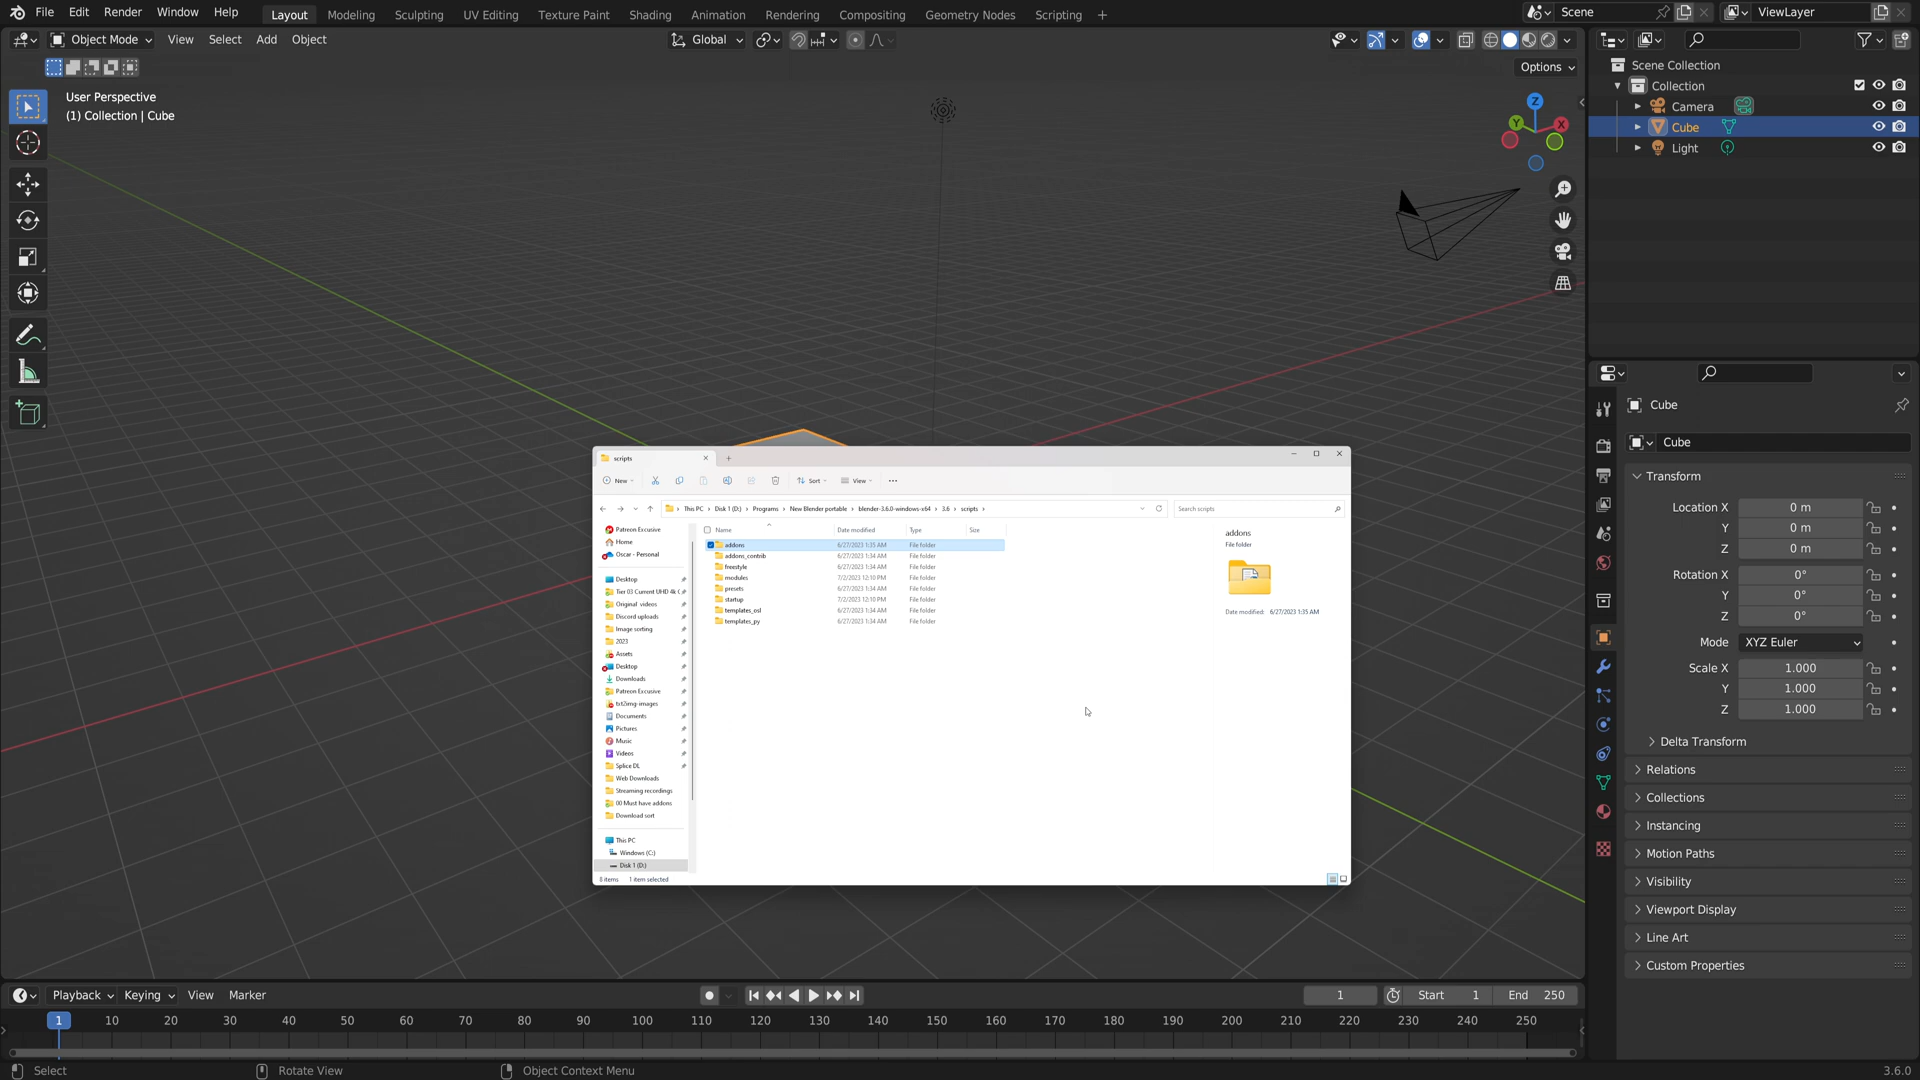 File Edit Render Window Help Layout Modeling Sculpting UV Editing Texture Paint Shading Animation Rendering Compositing Geometry Nodes Scripting + Scene ViewLayer
Object Mode View Select Add Object Global
Options
User Perspective
(1) Collection | Cube
Z
Y X
Scene Collection
Collection
Camera
Cube
Light
Cube
Cube
Transform
Location X 0 m
Y 0 m
Z 0 m
Rotation X 0°
Y 0°
Z 0°
Mode XYZ Euler
Scale X 1.000
Y 1.000
Z 1.000
Delta Transform
Relations
Collections
Instancing
Motion Paths
Visibility
Viewport Display
Line Art
Custom Properties
scripts
New Sort View
This PC Disk 1 (D:) Programs New Blender portable blender-3.6.0-windows-x64 3.6 scripts
Search scripts
Patreon Excusive
Home
Oscar - Personal
Desktop
Tier 03 Current UHD 4k (
Original videos
Discord uploads
Image sorting
2023
Assets
Desktop
Downloads
Patreon Excusive
txt2img-images
Documents
Pictures
Music
Videos
Splice DL
Web Downloads
Streaming recordings
00 Must have addons
Download sort
This PC
Windows (C:)
Disk 1 (D:)
Name Date modified Type Size
addons 6/27/2023 1:35 AM File folder
addons_contrib 6/27/2023 1:34 AM File folder
freestyle 6/27/2023 1:34 AM File folder
modules 7/2/2023 12:10 PM File folder
presets 6/27/2023 1:34 AM File folder
startup 7/2/2023 12:10 PM File folder
templates_osl 6/27/2023 1:34 AM File folder
templates_py 6/27/2023 1:34 AM File folder
addons
File folder
Date modified: 6/27/2023 1:35 AM
8 items 1 item selected
Playback Keying View Marker 1 Start 1 End 250
1 10 20 30 40 50 60 70 80 90 100 110 120 130 140 150 160 170 180 190 200 210 220 230 240 250
Select Rotate View Object Context Menu 3.6.0